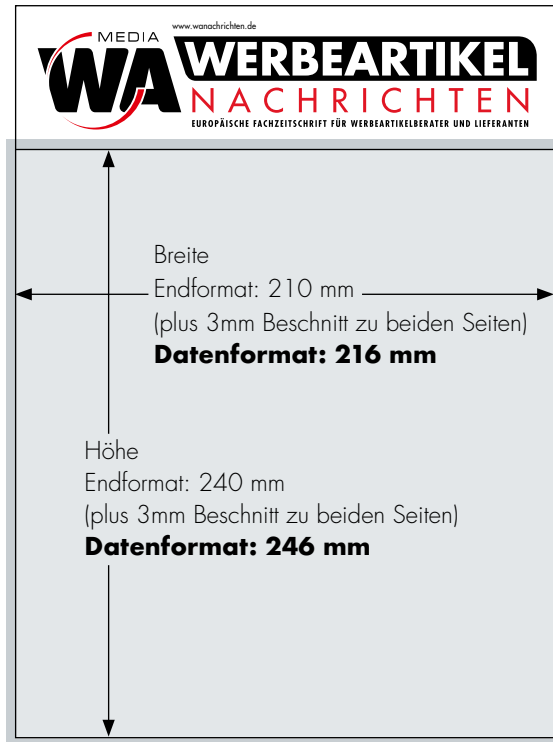 www.wanachrichten.de
MEDIA
WA WERBEARTIKEL
NACHRICHTEN
EUROPÄISCHE FACHZEITSCHRIFT FÜR WERBEARTIKELBERATER UND LIEFERANTEN
Breite
Endformat: 210 mm
(plus 3mm Beschnitt zu beiden Seiten)
Datenformat: 216 mm
Höhe
Endformat: 240 mm
(plus 3mm Beschnitt zu beiden Seiten)
Datenformat: 246 mm